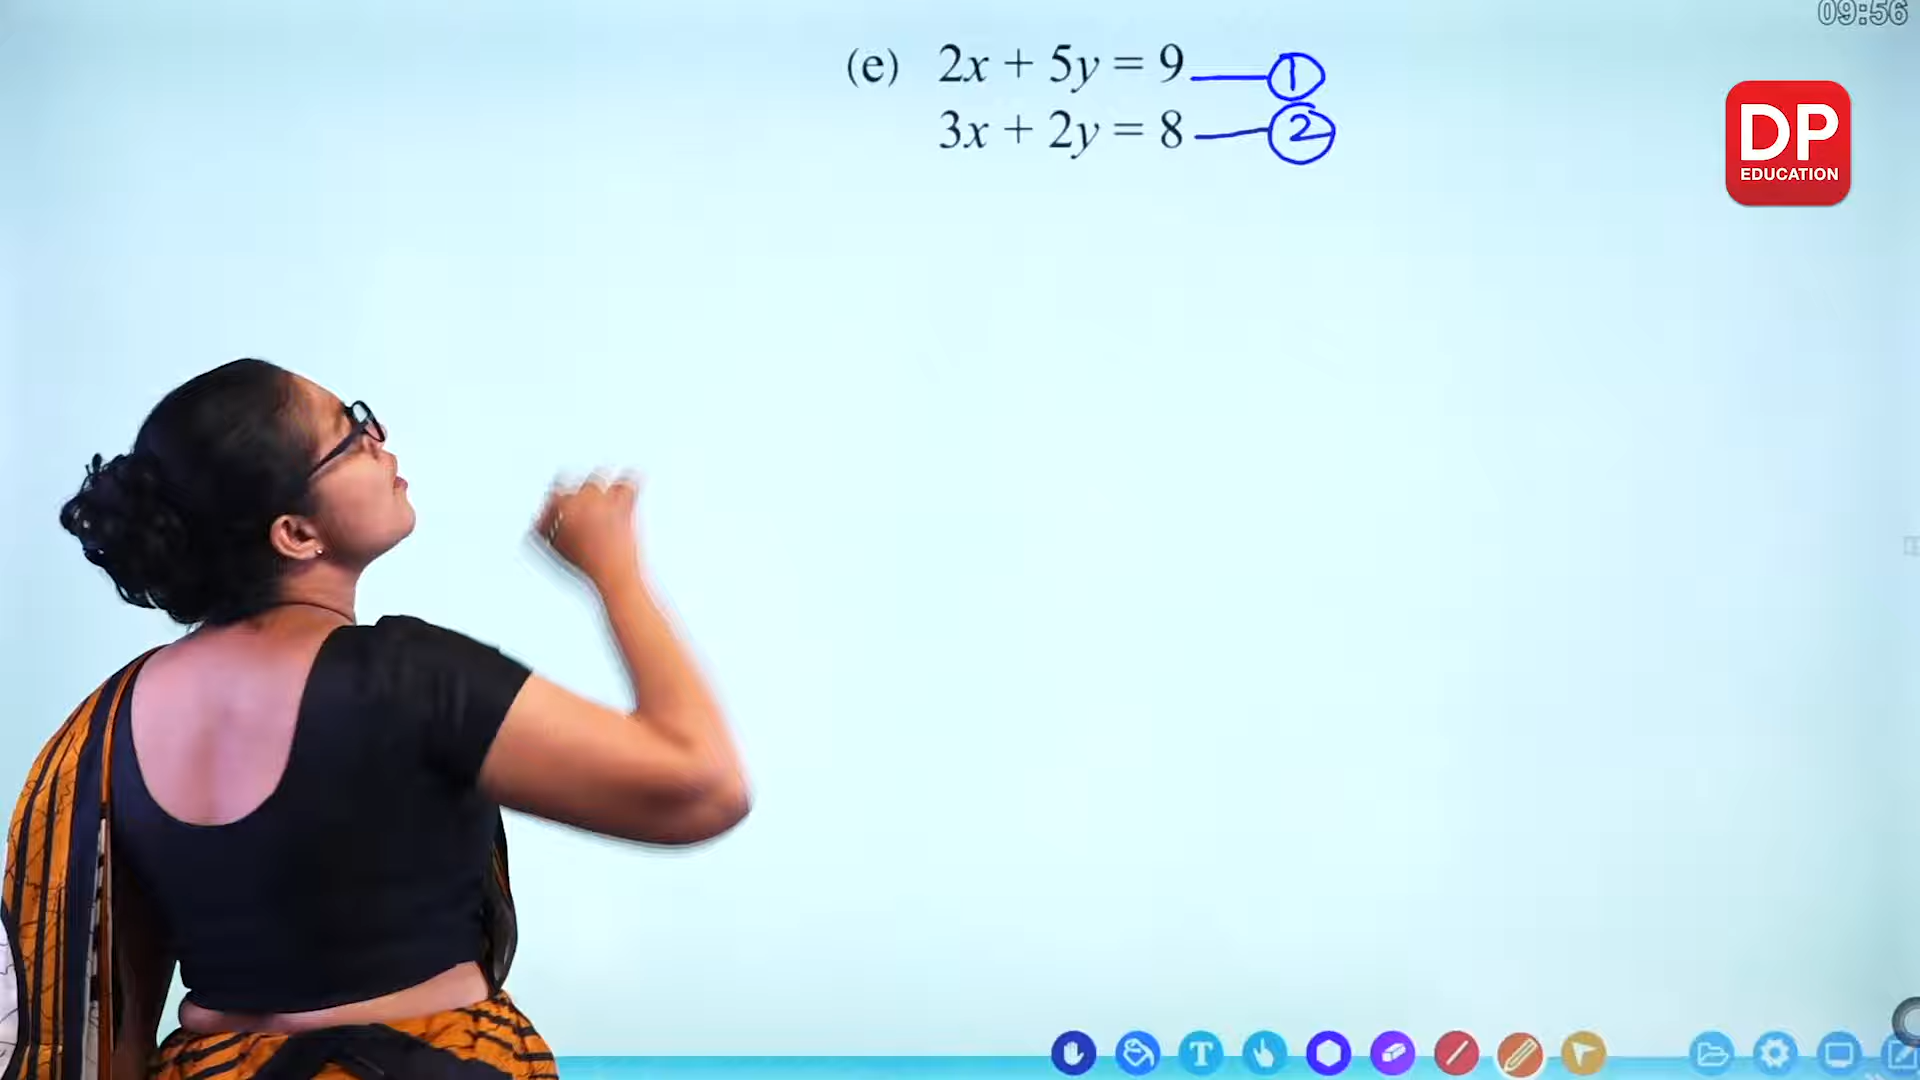 09:56
(e) 2x + 5y = 9 ——①
3x + 2y = 8 ——②
DP
EDUCATION
T